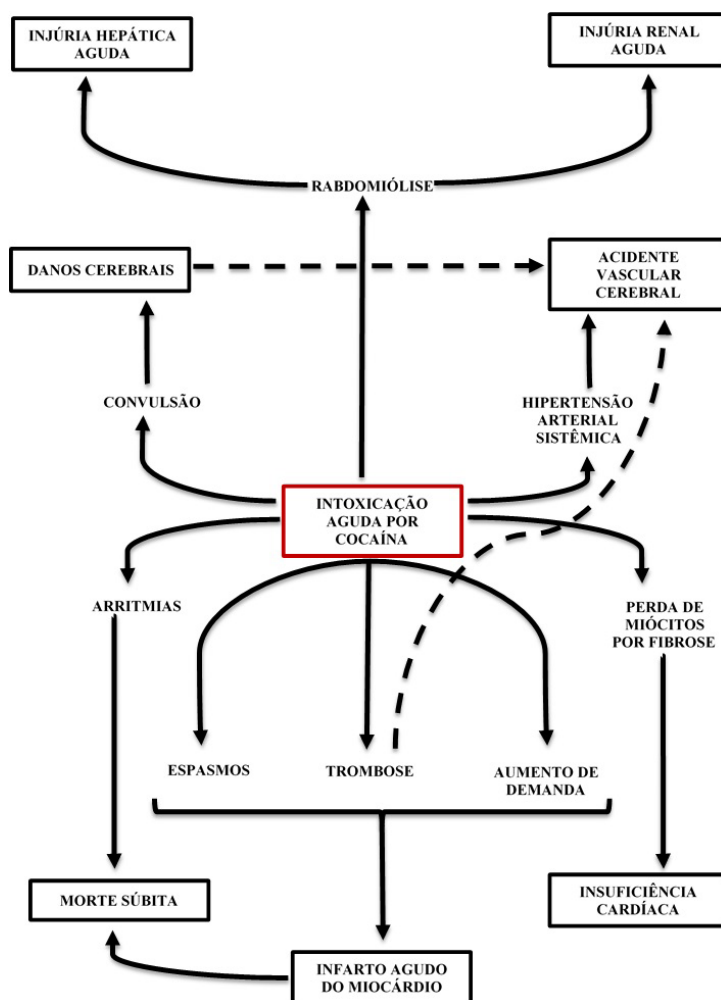 INJÚRIA HEPÁTICA
AGUDA
INJÚRIA RENAL
AGUDA
RABDOMIÓLISE
DANOS CEREBRAIS
ACIDENTE
VASCULAR
CEREBRAL
CONVULSÃO
HIPERTENSÃO
ARTERIAL
SISTÊMICA
INTOXICAÇÃO
AGUDA POR
COCAÍNA
ARRITMIAS
PERDA DE
MIÓCITOS
POR FIBROSE
ESPASMOS
TROMBOSE
AUMENTO DE
DEMANDA
MORTE SÚBITA
INSUFICIÊNCIA
CARDÍACA
INFARTO AGUDO
DO MIOCÁRDIO